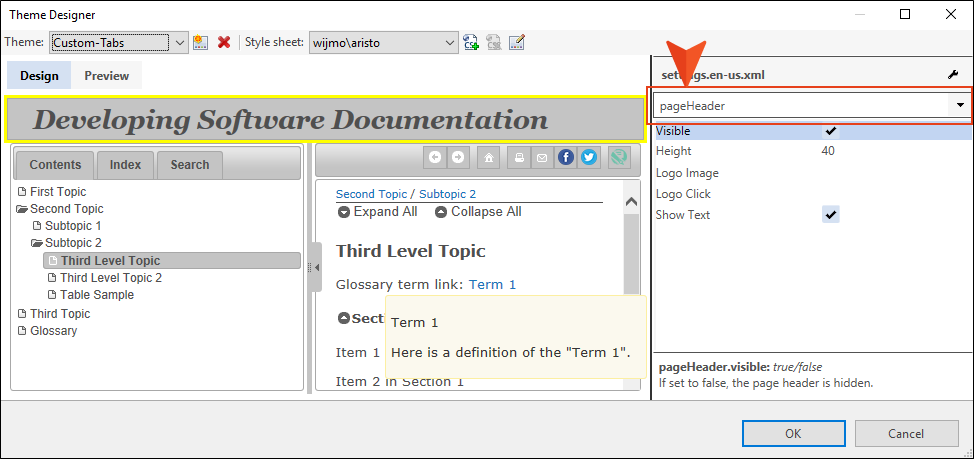 Theme Designer
Theme: Custom-Tabs Style sheet: wijmo\aristo
Design Preview
settings.en-us.xml
pageHeader
Developing Software Documentation
Visible
Height 40
Logo Image
Logo Click
Show Text
Contents Index Search
First Topic
Second Topic
Subtopic 1
Subtopic 2
Third Level Topic
Third Level Topic 2
Table Sample
Third Topic
Glossary
Second Topic / Subtopic 2
Expand All Collapse All
Third Level Topic
Glossary term link: Term 1
Term 1
Here is a definition of the "Term 1".
Item 1
Item 2 in Section 1
pageHeader.visible: true/false
If set to false, the page header is hidden.
OK Cancel